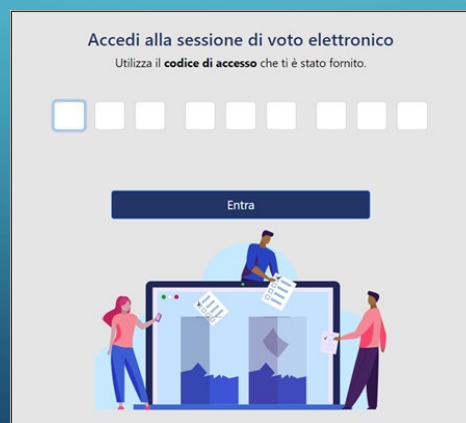 Accedi alla sessione di voto elettronico
Utilizza il codice di accesso che ti è stato fornito.
Entra